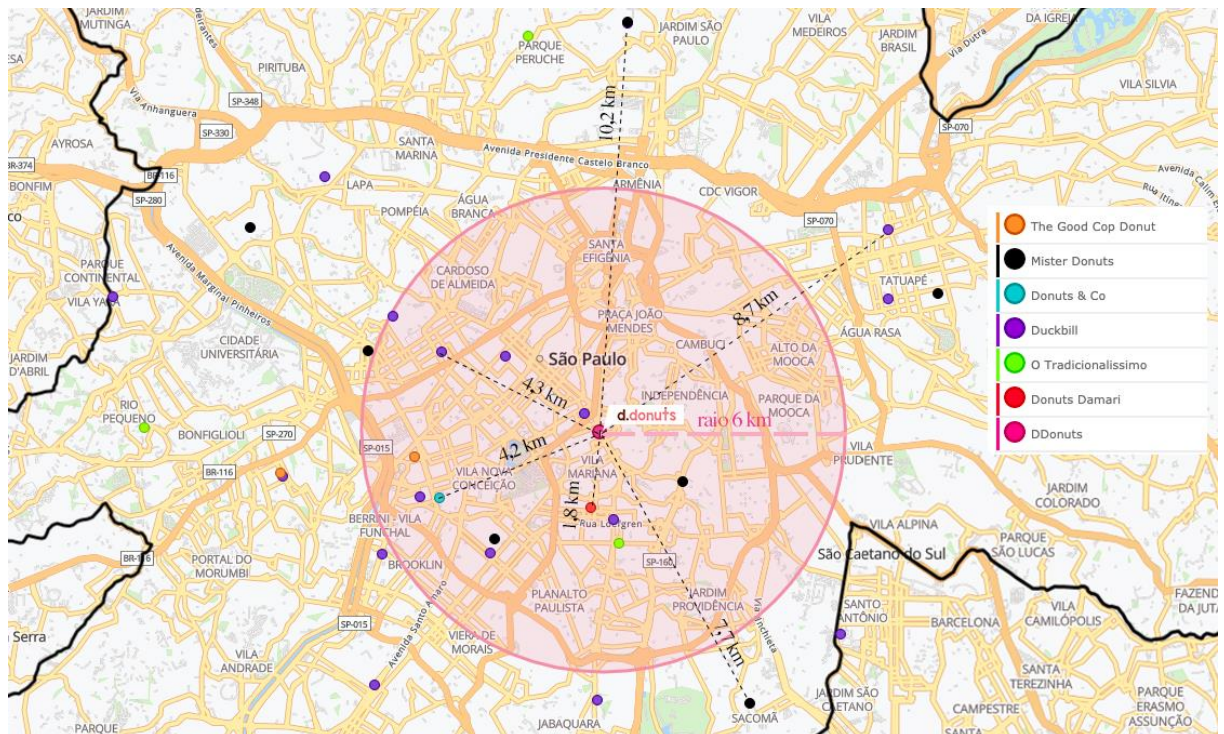 JARDIM
MUTINGA
JARDIM SÃO
PAULO
VILA
MEDEIROS
JARDIM
BRASIL
Via Dutra
DA IGREJA
PARQUE
PERUCHE
PIRITUBA
VILA SILVIA
Via Anhanguera
SP-348
SP-330
SP-070
AYROSA
SANTA
MARINA
Avenida Presidente Castelo Branco
10,2 km
BR-374
BONFIM
BR-116
SP-280
LAPA
ARMÊNIA
CDC VIGOR
Avenida Calim
POMPÉIA
ÁGUA
BRANCA
SP-070
co
The Good Cop Donut
Mister Donuts
Donuts & Co
Duckbill
O Tradicionalissimo
Donuts Damari
DDonuts
SANTA
EFIGÊNIA
PARQUE
CONTINENTAL
VILA YARA
Avenida Marginal Pinheiros
CARDOSO
DE ALMEIDA
TATUAPÉ
8,7 km
PRAÇA JOÃO
MENDES
CIDADE
UNIVERSITÁRIA
CAMBUCI
ÁGUA RASA
ALTO DA
MOOCA
JARDIM
D'ABRIL
São Paulo
4,3 km
INDEPENDÊNCIA
PARQUE DA
MOOCA
RIO
PEQUENO
d.donuts
raio 6 km
BONFIGLIOLI
SP-270
SP-015
4,2 km
VILA
PRUDENTE
BR-116
VILA NOVA
CONCEIÇÃO
VILA
MARIANA
JARDIM
COLORADO
1,8 km
Rua Loefgren
BERRINI - VILA
FUNCHAL
VILA ALPINA
PARQUE
SÃO LUCAS
BR-116
PORTAL DO
MORUMBI
BROOKLIN
SP-160
São Caetano do Sul
PLANALTO
PAULISTA
JARDIM
PROVIDÊNCIA
Via Anchieta
FAZEN
DA JUTA
SP-015
Avenida Santo Amaro
SANTO
ANTÔNIO
VILA
CAMILÓPOLIS
BARCELONA
Serra
VIEIRA DE
MORAIS
7,7 km
VILA
ANDRADE
SANTA
TEREZINHA
JARDIM SÃO
CAETANO
PARQUE
ERASMO
ASSUNÇÃO
SACOMÃ
JABAQUARA
CAMPESTRE
PARQUE
SANTA